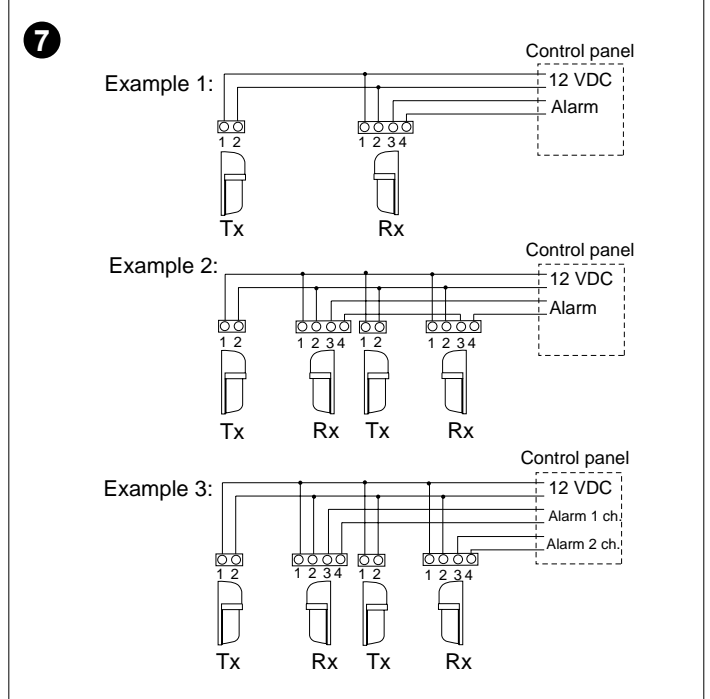 7
Control panel
Example 1:
12 VDC
Alarm
1 2
1 2 3 4
Tx Rx
Control panel
Example 2:
12 VDC
Alarm
1 2 1 2 3 4 1 2 1 2 3 4
Tx Rx Tx Rx
Control panel
Example 3:
12 VDC
Alarm 1 ch.
Alarm 2 ch.
1 2 1 2 3 4 1 2 1 2 3 4
Tx Rx Tx Rx